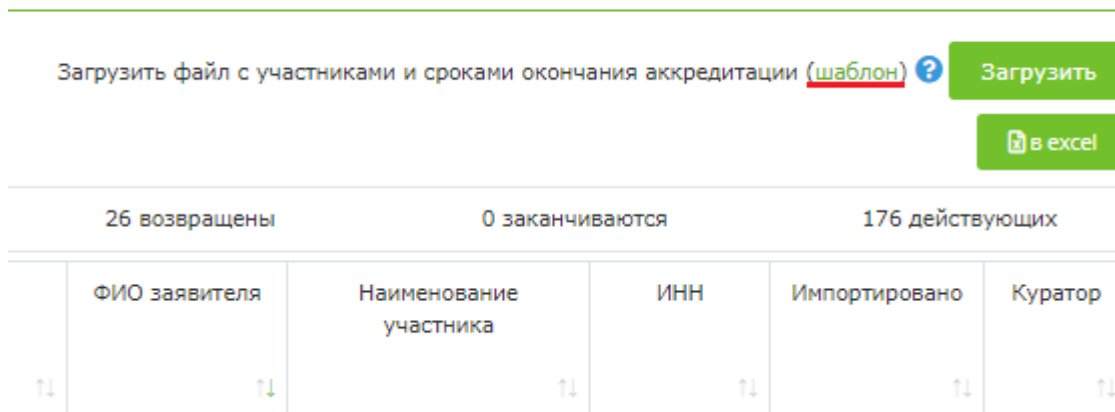 Загрузить файл с участниками и сроками окончания аккредитации (шаблон) ? Загрузить
в excel
26 возвращены 0 заканчиваются 176 действующих
ФИО заявителя Наименование участника ИНН Импортировано Куратор